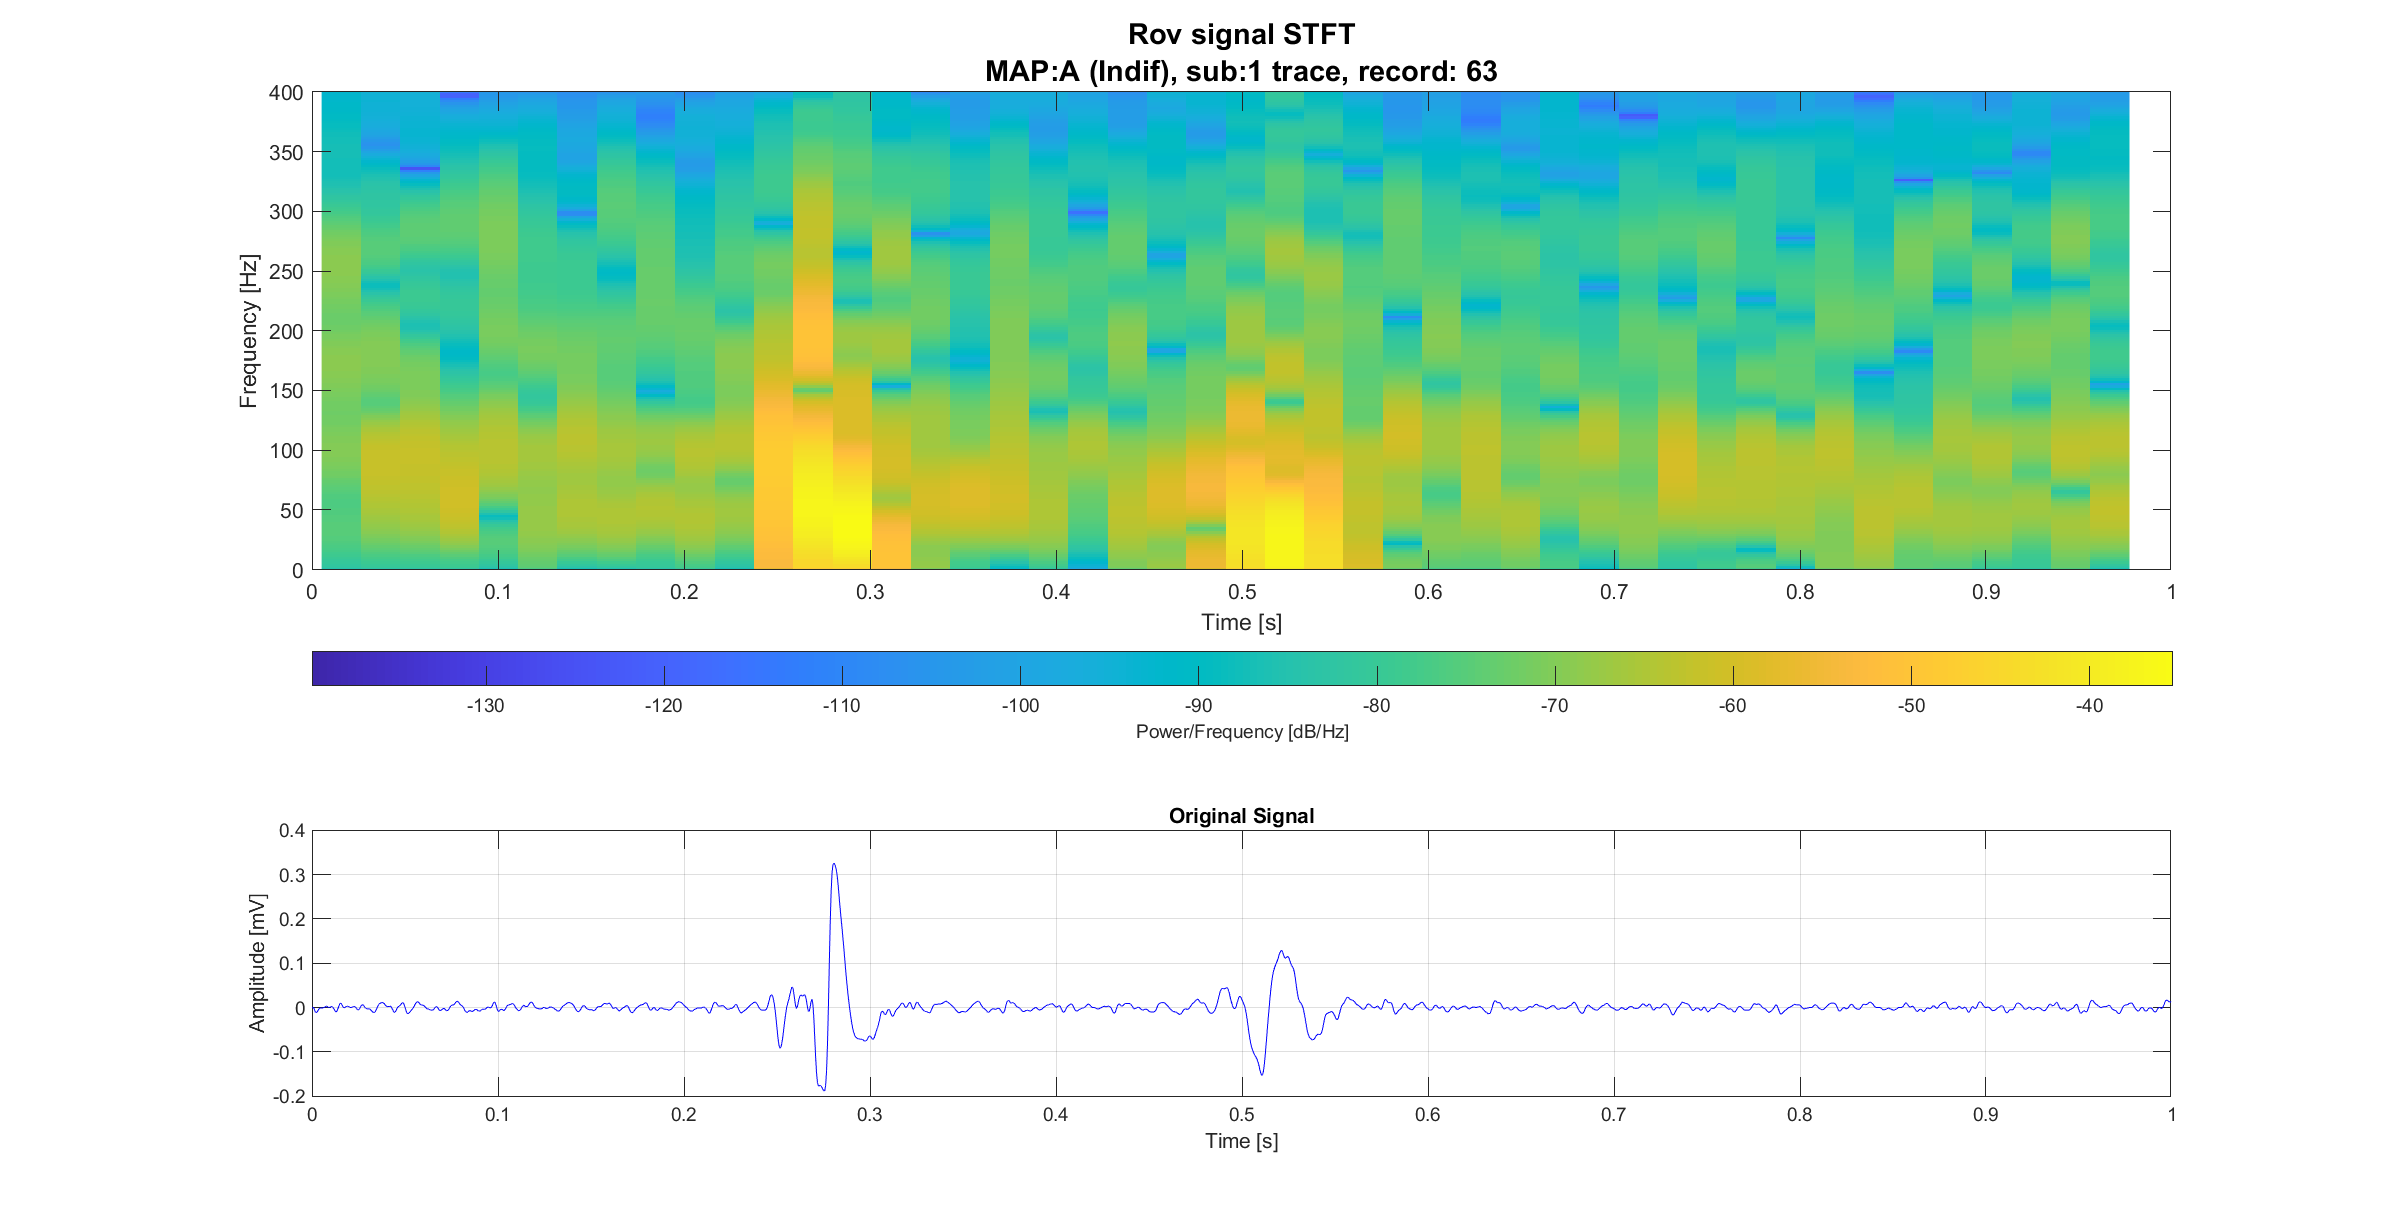 Rov signal STFT
MAP:A (Indif), sub:1 trace, record: 63
400
350
300
250
200
150
100
50
0
Frequency [Hz]
0 0.1 0.2 0.3 0.4 0.5 0.6 0.7 0.8 0.9 1
Time [s]
-130 -120 -110 -100 -90 -80 -70 -60 -50 -40
Power/Frequency [dB/Hz]
Original Signal
0.4
0.3
0.2
0.1
0
-0.1
-0.2
Amplitude [mV]
0 0.1 0.2 0.3 0.4 0.5 0.6 0.7 0.8 0.9 1
Time [s]